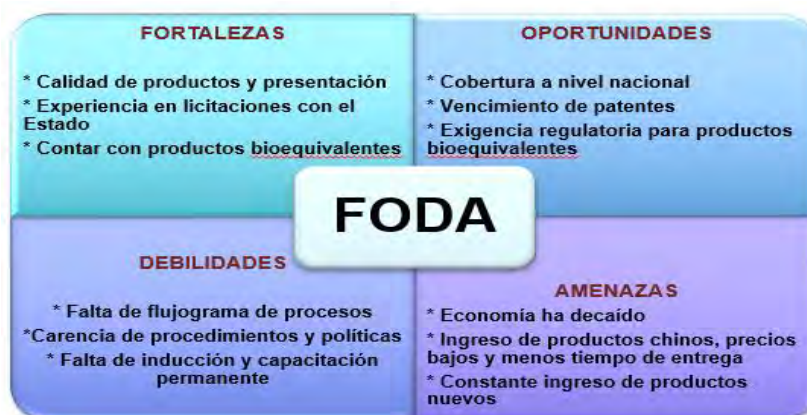 FORTALEZAS
* Calidad de productos y presentación
* Experiencia en licitaciones con el
Estado
* Contar con productos bioequivalentes
OPORTUNIDADES
* Cobertura a nivel nacional
* Vencimiento de patentes
* Exigencia regulatoria para productos
bioequivalentes
FODA
DEBILIDADES
* Falta de flujograma de procesos
*Carencia de procedimientos y políticas
* Falta de inducción y capacitación
permanente
AMENAZAS
* Economía ha decaído
* Ingreso de productos chinos, precios
bajos y menos tiempo de entrega
* Constante ingreso de productos
nuevos